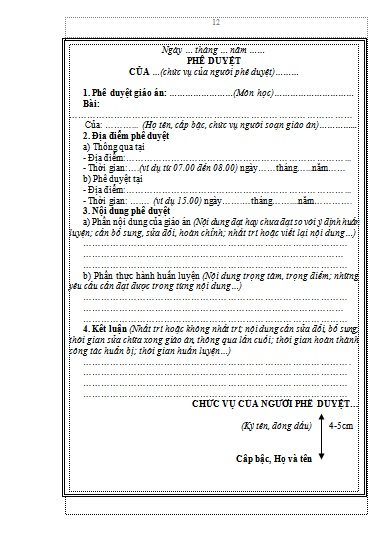 12
Ngày … tháng … năm ……
PHÊ DUYỆT
CỦA …(chức vụ của người phê duyệt)………
1. Phê duyệt giáo án: ……………………(Môn học)…………………………
Bài:
…………………………………………………………………………………………
Của: ………… (Họ tên, cấp bậc, chức vụ người soạn giáo án)……………
2. Địa điểm phê duyệt
a) Thông qua tại
- Địa điểm:…………………………………………………………………………
- Thời gian:…(ví dụ từ 07.00 đến 08.00) ngày……tháng……năm……
b) Phê duyệt tại
- Địa điểm:…………………………………………………………………………
- Thời gian: …… (ví dụ 15.00) ngày………tháng………năm…………
3. Nội dung phê duyệt
a) Phần nội dung của giáo án (Nội dung đạt hay chưa đạt so với ý định huấn
luyện; cần bổ sung, sửa đổi, hoàn chỉnh; nhất trí hoặc viết lại nội dung…)
………………………………………………………………………………………
………………………………………………………………………………………
………………………………………………………………………………………
b) Phần thực hành huấn luyện (Nội dung trọng tâm, trọng điểm; những
yêu cầu cần đạt được trong từng nội dung…)
………………………………………………………………………………………
………………………………………………………………………………………
………………………………………………………………………………………
4. Kết luận (Nhất trí hoặc không nhất trí; nội dung cần sửa đổi, bổ sung;
thời gian sửa chữa xong giáo án, thông qua lần cuối; thời gian hoàn thành
công tác chuẩn bị; thời gian huấn luyện…)
………………………………………………………………………………………
………………………………………………………………………………………
………………………………………………………………………………………
………………………………………………………………………………………
CHỨC VỤ CỦA NGƯỜI PHÊ DUYỆT…
(Ký tên, đóng dấu) 4-5cm
Cấp bậc, Họ và tên